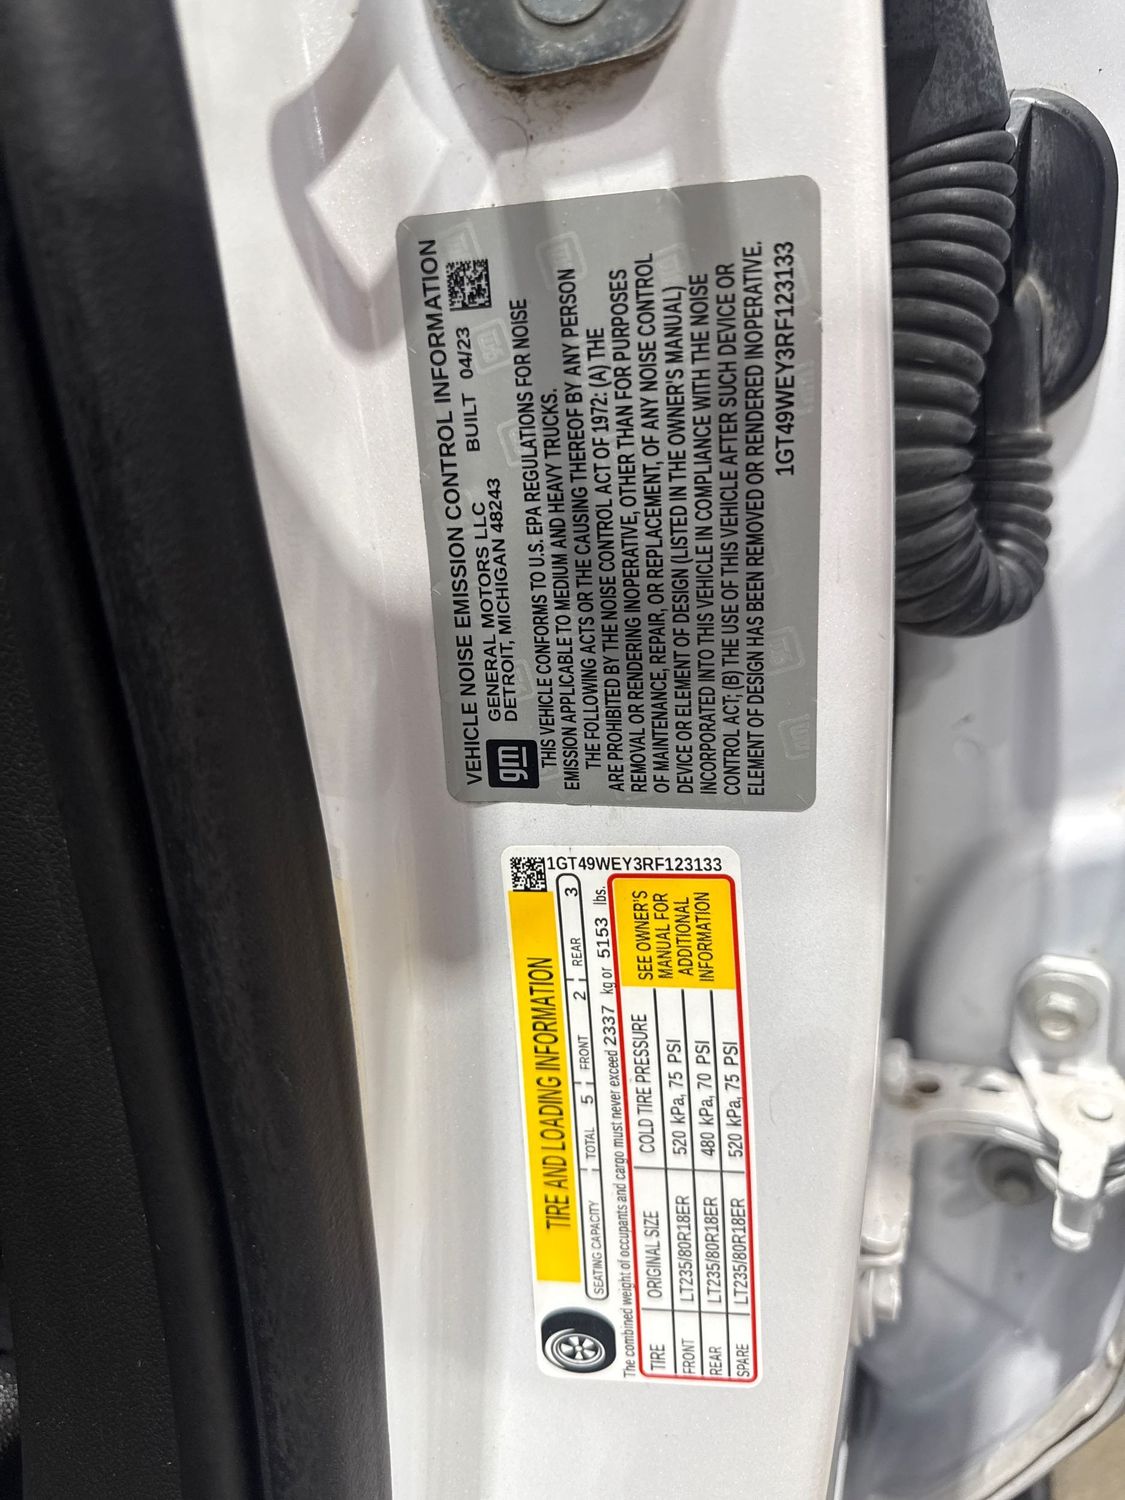 VEHICLE NOISE EMISSION CONTROL INFORMATION
gm
GENERAL MOTORS LLC
DETROIT, MICHIGAN 48243
BUILT 04/23
THIS VEHICLE CONFORMS TO U.S. EPA REGULATIONS FOR NOISE
EMISSION APPLICABLE TO MEDIUM AND HEAVY TRUCKS.
THE FOLLOWING ACTS OR THE CAUSING THEREOF BY ANY PERSON
ARE PROHIBITED BY THE NOISE CONTROL ACT OF 1972: (A) THE
REMOVAL OR RENDERING INOPERATIVE, OTHER THAN FOR PURPOSES
OF MAINTENANCE, REPAIR, OR REPLACEMENT, OF ANY NOISE CONTROL
DEVICE OR ELEMENT OF DESIGN (LISTED IN THE OWNER'S MANUAL)
INCORPORATED INTO THIS VEHICLE IN COMPLIANCE WITH THE NOISE
CONTROL ACT; (B) THE USE OF THIS VEHICLE AFTER SUCH DEVICE OR
ELEMENT OF DESIGN HAS BEEN REMOVED OR RENDERED INOPERATIVE.
1GT49WEY3RF123133
TIRE AND LOADING INFORMATION
1GT49WEY3RF123133
SEATING CAPACITY TOTAL 5 FRONT 2 REAR 3
The combined weight of occupants and cargo must never exceed 2337 kg or 5153 lbs.
TIRE ORIGINAL SIZE COLD TIRE PRESSURE
FRONT LT235/80R18ER 520 kPa, 75 PSI
REAR LT235/80R18ER 480 kPa, 70 PSI
SPARE LT235/80R18ER 520 kPa, 75 PSI
SEE OWNER'S
MANUAL FOR
ADDITIONAL
INFORMATION